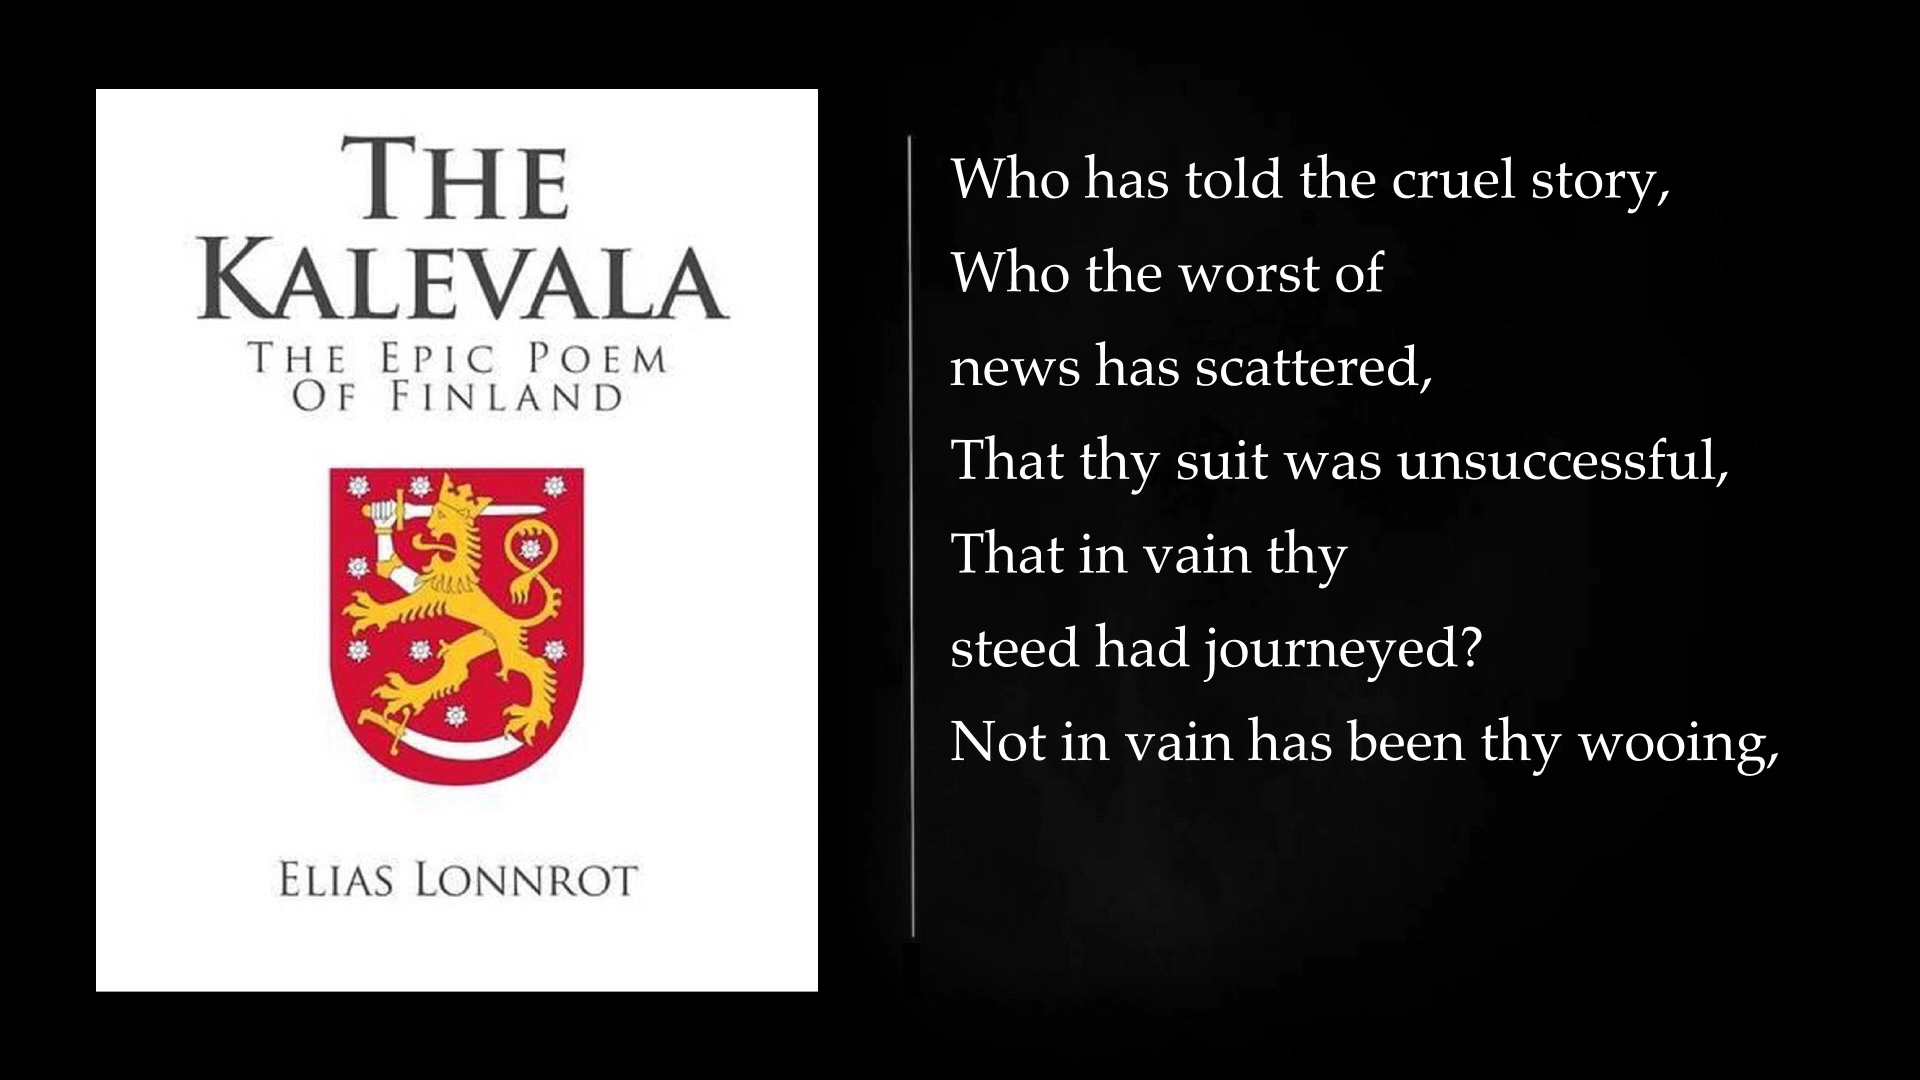 THE
KALEVALA
THE EPIC POEM
OF FINLAND
ELIAS LONNROT
Who has told the cruel story,
Who the worst of
news has scattered,
That thy suit was unsuccessful,
That in vain thy
steed had journeyed?
Not in vain has been thy wooing,